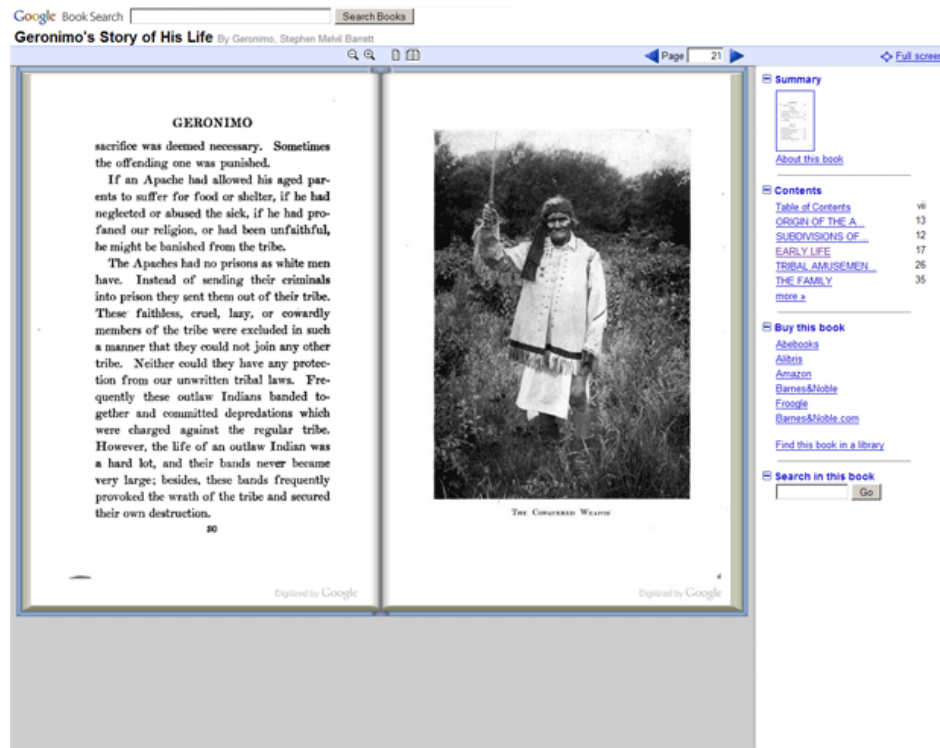 Google Book Search Search Books
Geronimo's Story of His Life By Geronimo, Stephen Melvil Barrett
Page 21
Full screen
GERONIMO
sacrifice was deemed necessary. Sometimes
the offending one was punished.
If an Apache had allowed his aged par-
ents to suffer for food or shelter, if he had
neglected or abused the sick, if he had pro-
faned our religion, or had been unfaithful,
he might be banished from the tribe.
The Apaches had no prisons as white men
have. Instead of sending their criminals
into prison they sent them out of their tribe.
These faithless, cruel, lazy, or cowardly
members of the tribe were excluded in such
a manner that they could not join any other
tribe. Neither could they have any protec-
tion from our unwritten tribal laws. Fre-
quently these outlaw Indians banded to-
gether and committed depredations which
were charged against the regular tribe.
However, the life of an outlaw Indian was
a hard lot, and their bands never became
very large; besides, these bands frequently
provoked the wrath of the tribe and secured
their own destruction.
30
Digitized by Google
The Conquered Weapon
Digitized by Google
Summary
About this book
Contents
Table of Contents vii
ORIGIN OF THE A... 13
SUBDIVISIONS OF... 12
EARLY LIFE 17
TRIBAL AMUSEMEN... 26
THE FAMILY 35
more »
Buy this book
Abebooks
Alibris
Amazon
Barnes&Noble
Froogle
Barnes&Noble.com
Find this book in a library
Search in this book
Go